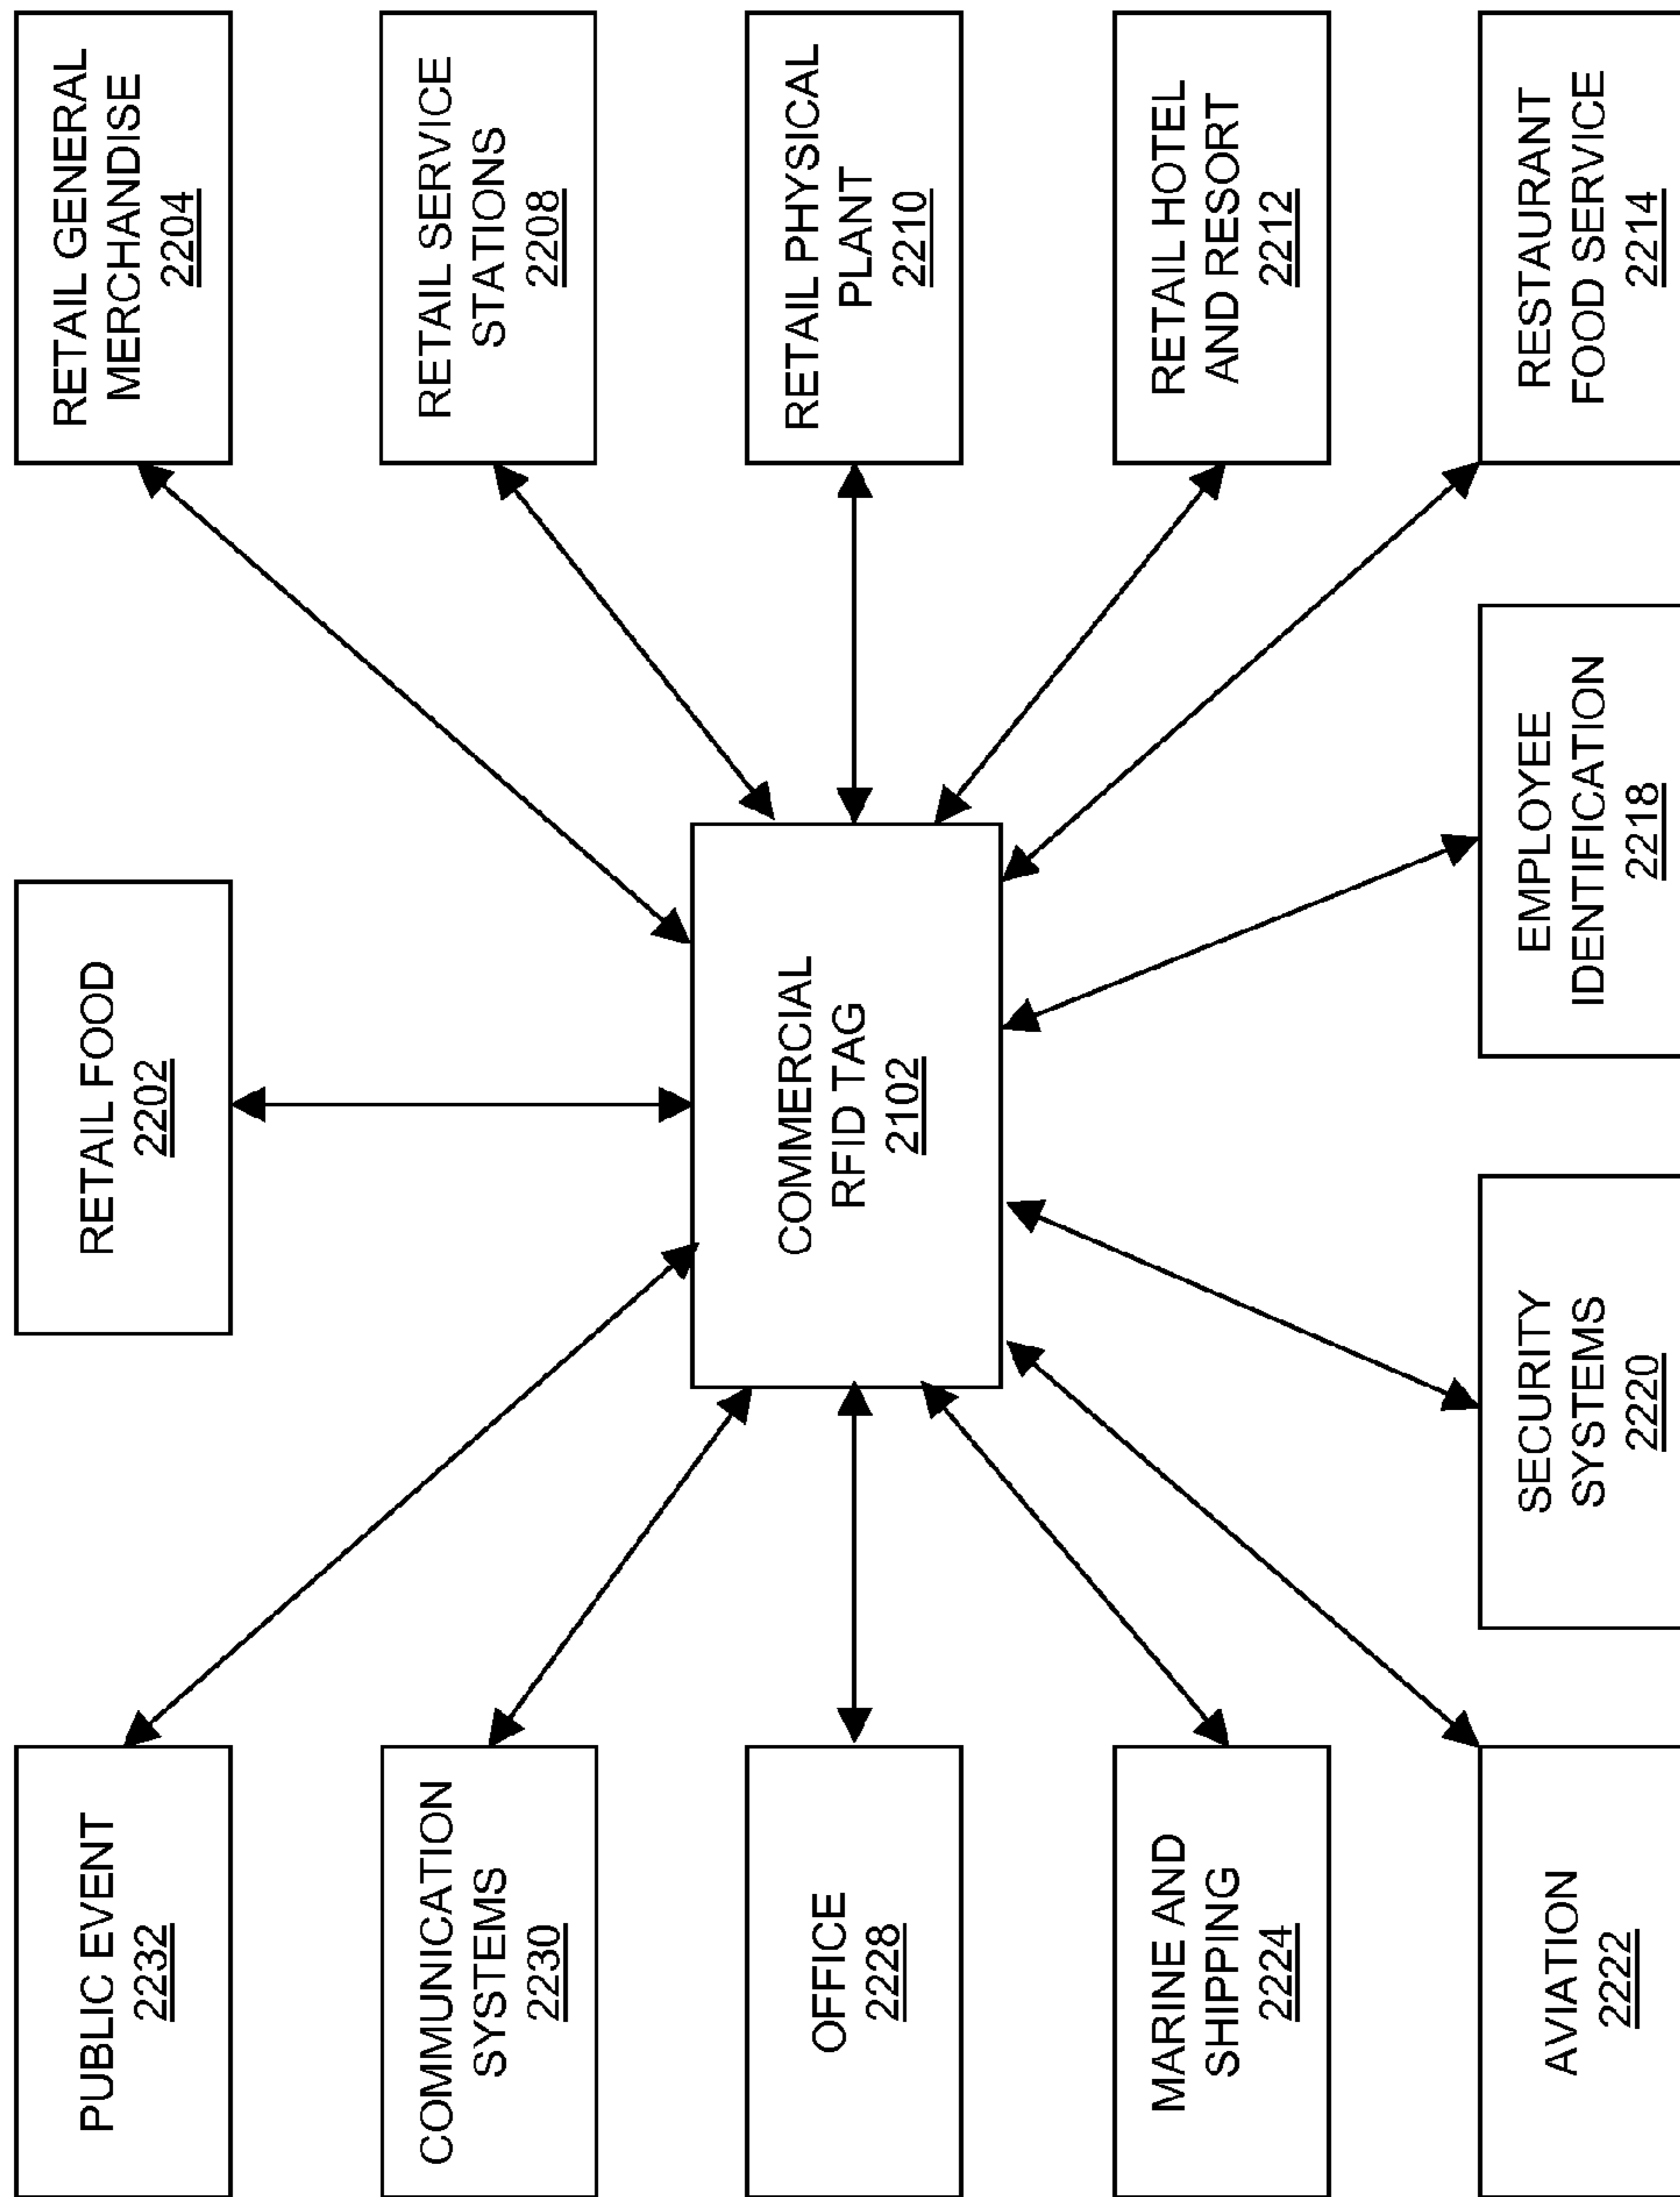 PUBLIC EVENT
2232
RETAIL FOOD
2202
RETAIL GENERAL
MERCHANDISE
2204
COMMUNICATION
SYSTEMS
2230
RETAIL SERVICE
STATIONS
2208
OFFICE
2228
COMMERCIAL
RFID TAG
2102
RETAIL PHYSICAL
PLANT
2210
MARINE AND
SHIPPING
2224
RETAIL HOTEL
AND RESORT
2212
AVIATION
2222
SECURITY
SYSTEMS
2220
EMPLOYEE
IDENTIFICATION
2218
RESTAURANT
FOOD SERVICE
2214